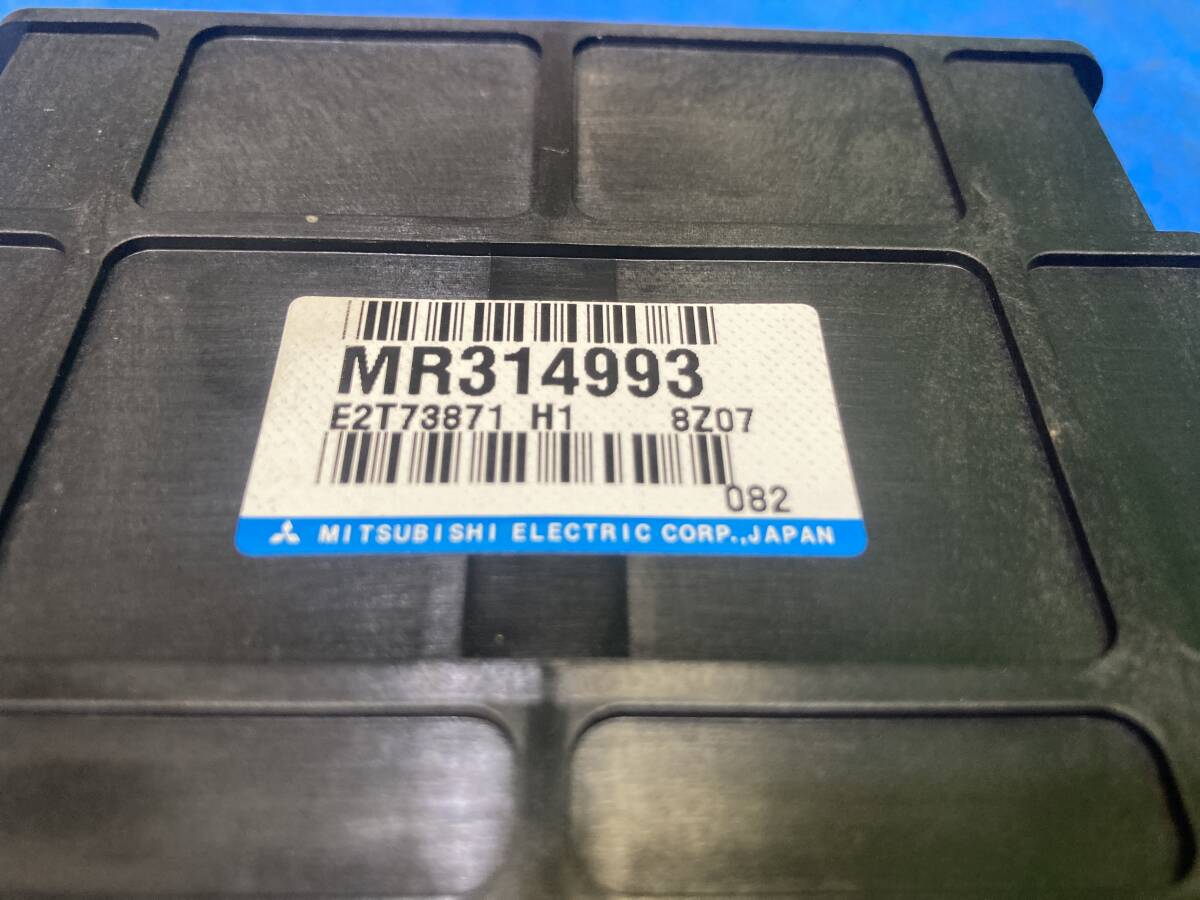 MR314993
E2T73871 H1 8Z07
082
MITSUBISHI ELECTRIC CORP.,JAPAN